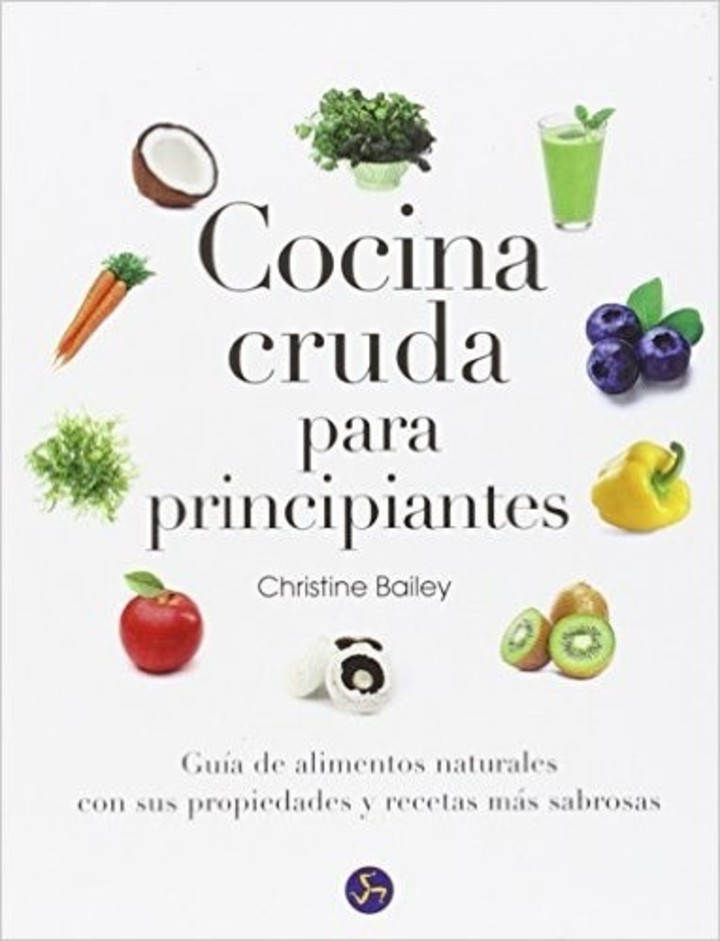 Cocina
cruda
para
principiantes
Christine Bailey
Guía de alimentos naturales
con sus propiedades y recetas más sabrosas